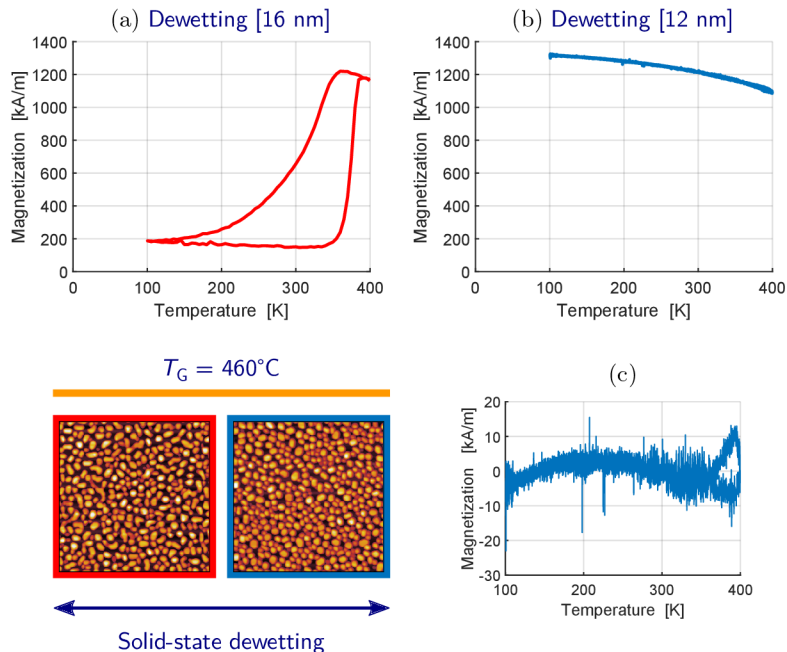 (a) Dewetting [16 nm]
1400
1200
1000
800
600
400
200
0
Magnetization [kA/m]
0 100 200 300 400
Temperature [K]
(b) Dewetting [12 nm]
1400
1200
1000
800
600
400
200
0
Magnetization [kA/m]
0 100 200 300 400
Temperature [K]
T_G = 460°C
Solid-state dewetting
(c)
20
10
0
-10
-20
-30
Magnetization [kA/m]
100 200 300 400
Temperature [K]